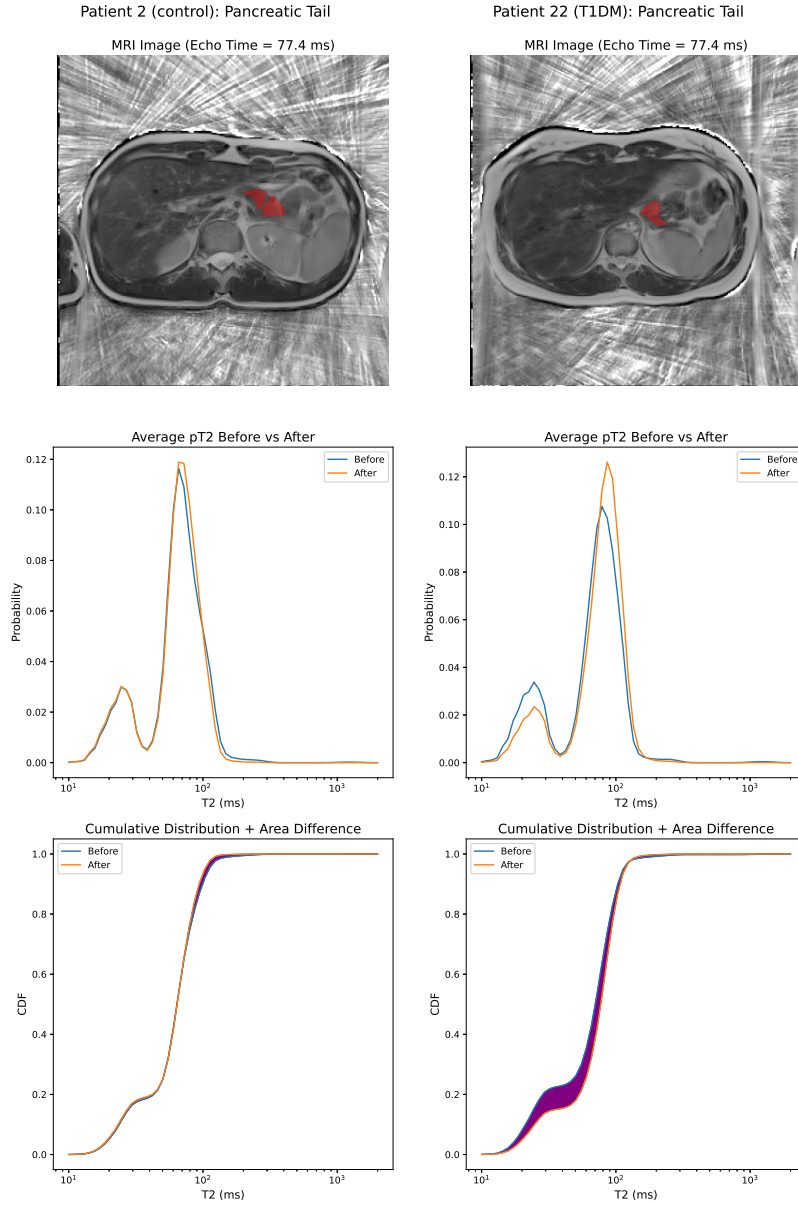 Patient 2 (control): Pancreatic Tail
Patient 22 (T1DM): Pancreatic Tail
MRI Image (Echo Time = 77.4 ms)
MRI Image (Echo Time = 77.4 ms)
Average pT2 Before vs After
Before
After
0.12
0.10
0.08
0.06
0.04
0.02
0.00
Probability
10¹
10²
10³
T2 (ms)
Average pT2 Before vs After
Before
After
0.12
0.10
0.08
0.06
0.04
0.02
0.00
Probability
10¹
10²
10³
T2 (ms)
Cumulative Distribution + Area Difference
Before
After
1.0
0.8
0.6
0.4
0.2
0.0
CDF
10¹
10²
10³
T2 (ms)
Cumulative Distribution + Area Difference
Before
After
1.0
0.8
0.6
0.4
0.2
0.0
CDF
10¹
10²
10³
T2 (ms)